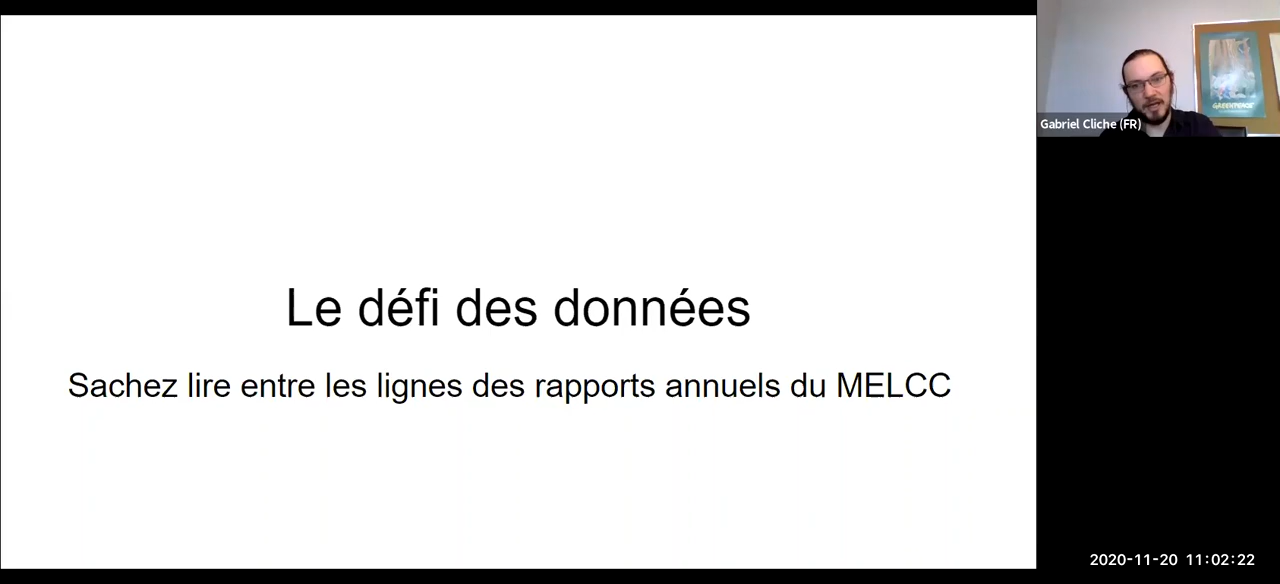 Le défi des données
Sachez lire entre les lignes des rapports annuels du MELCC
GREENPEACE
Gabriel Cliche (FR)
2020-11-20 11:02:22